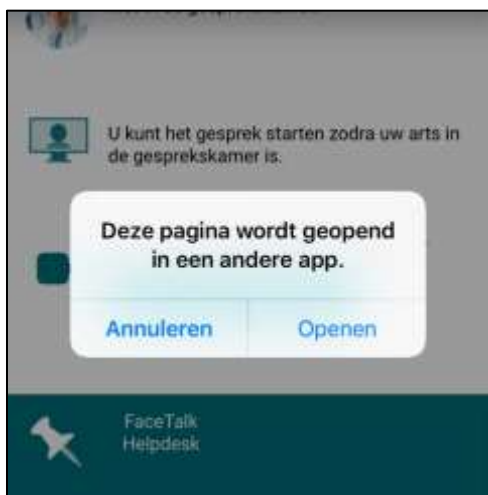 U kunt het gesprek starten zodra uw arts in
de gesprekskamer is.
Deze pagina wordt geopend
in een andere app.
Annuleren
Openen
FaceTalk
Helpdesk